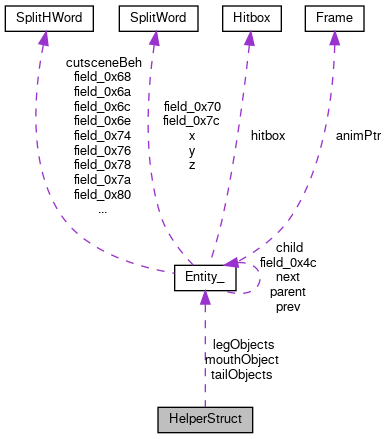 SplitHWord
SplitWord
Hitbox
Frame
cutsceneBeh
field_0x68
field_0x6a
field_0x6c
field_0x6e
field_0x74
field_0x76
field_0x78
field_0x7a
field_0x80
...
field_0x70
field_0x7c
x
y
z
hitbox
animPtr
Entity_
child
field_0x4c
next
parent
prev
legObjects
mouthObject
tailObjects
HelperStruct